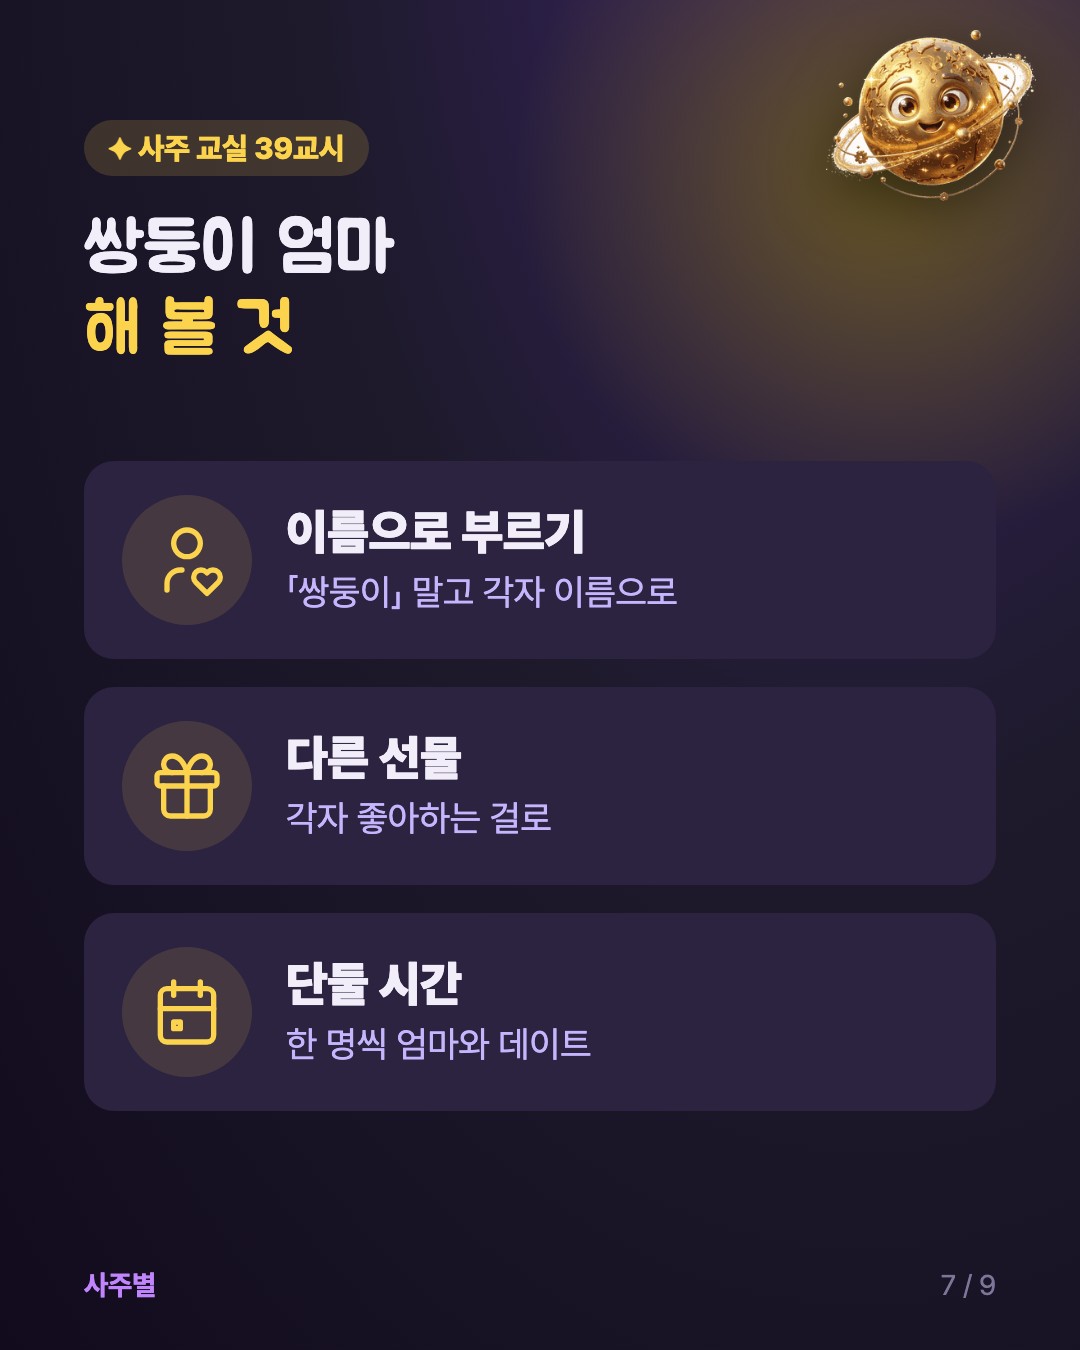 ✦ 사주 교실 39교시
쌍둥이 엄마
해 볼 것
이름으로 부르기
「쌍둥이」 말고 각자 이름으로
다른 선물
각자 좋아하는 걸로
단둘 시간
한 명씩 엄마와 데이트
사주별
7 / 9